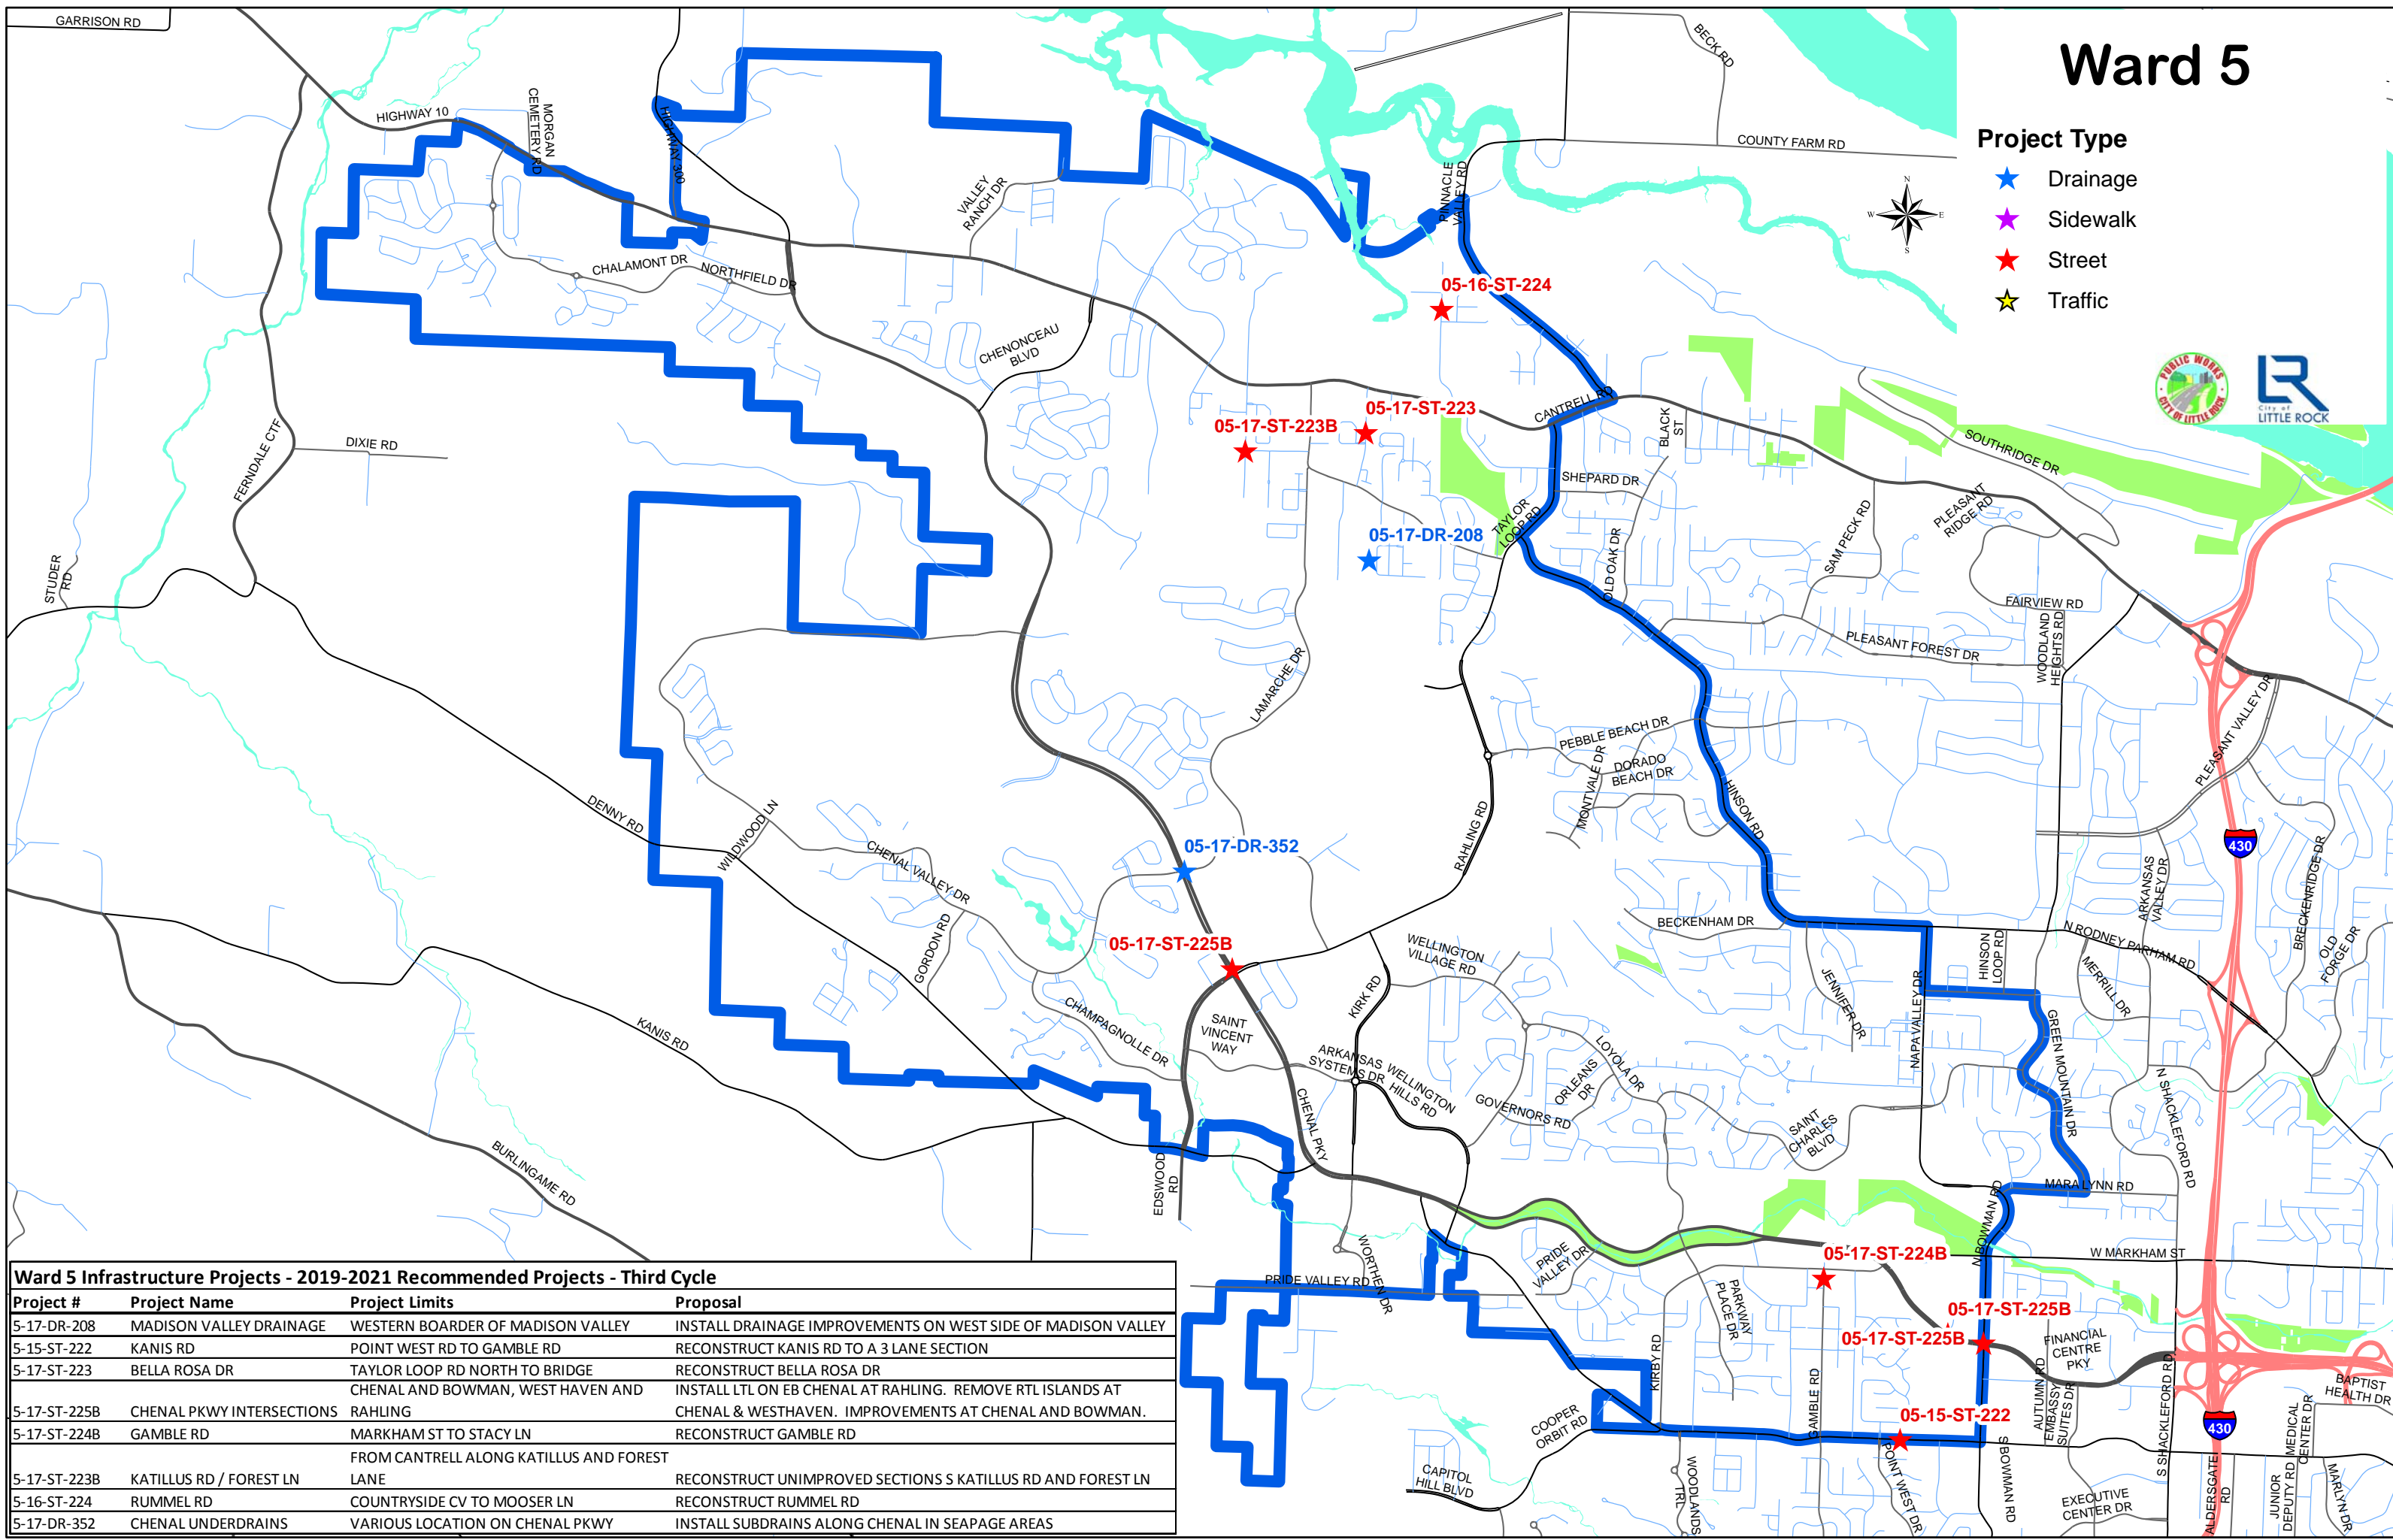 Ward 5
Project Type
Drainage
Sidewalk
Street
Traffic
N
W E
S
PUBLIC WORKS
CITY OF LITTLE ROCK
LR
City of
LITTLE ROCK
GARRISON RD
HIGHWAY 10
MORGAN
CEMETERY RD
HIGHWAY 300
BECK RD
COUNTY FARM RD
PINNACLE
VALLEY RD
VALLEY
RANCH DR
CHALAMONT DR
NORTHFIELD DR
05-16-ST-224
CHENONCEAU
BLVD
05-17-ST-223
05-17-ST-223B
CANTRELL RD
BLACK
ST
SOUTHRIDGE DR
FERNDALE CTF
DIXIE RD
SHEPARD DR
TAYLOR
LOOP RD
SAM PECK RD
PLEASANT
RIDGE RD
05-17-DR-208
OLD OAK DR
STUDER
RD
FAIRVIEW RD
PLEASANT FOREST DR
WOODLAND
HEIGHTS RD
LAMARCHE DR
PLEASANT VALLEY DR
PEBBLE BEACH DR
DORADO
BEACH DR
MONTVALE DR
HINSON RD
DENNY RD
WILDWOOD LN
RAHLING RD
430
05-17-DR-352
CHENAL VALLEY DR
ARKANSAS
VALLEY DR
BRECKENRIDGE DR
GORDON RD
BECKENHAM DR
05-17-ST-225B
WELLINGTON
VILLAGE RD
HINSON
LOOP RD
N RODNEY PARHAM RD
OLD
FORGE DR
MERRILL DR
JENNIFER DR
NAPA VALLEY DR
KIRK RD
CHAMPAGNOLLE DR
SAINT
VINCENT
WAY
KANIS RD
ARKANSAS
SYSTEMS DR
WELLINGTON
HILLS RD
LOYOLA DR
ORLEANS
DR
GOVERNORS RD
GREEN MOUNTAIN DR
N SHACKLEFORD RD
CHENAL PKY
SAINT
CHARLES
BLVD
BURLINGAME RD
EDSWOOD
RD
MARA LYNN RD
N BOWMAN RD
W MARKHAM ST
WORTHEN DR
PRIDE
VALLEY DR
PRIDE VALLEY RD
05-17-ST-224B
05-17-ST-225B
05-17-ST-225B
PARKWAY
PLACE DR
KIRBY RD
GAMBLE RD
FINANCIAL
CENTRE
PKY
AUTUMN RD
EMBASSY
SUITES DR
S SHACKLEFORD RD
BAPTIST
HEALTH DR
05-15-ST-222
COOPER
ORBIT RD
CAPITOL
HILL BLVD
WOODLANDS
TRL
POINT WEST DR
S BOWMAN RD
EXECUTIVE
CENTER DR
430
ALDERSGATE
RD
JUNIOR
DEPUTY RD
MEDICAL
CENTER DR
MARLYN DR
Ward 5 Infrastructure Projects - 2019-2021 Recommended Projects - Third Cycle
Project # Project Name Project Limits Proposal
5-17-DR-208 MADISON VALLEY DRAINAGE WESTERN BOARDER OF MADISON VALLEY INSTALL DRAINAGE IMPROVEMENTS ON WEST SIDE OF MADISON VALLEY
5-15-ST-222 KANIS RD POINT WEST RD TO GAMBLE RD RECONSTRUCT KANIS RD TO A 3 LANE SECTION
5-17-ST-223 BELLA ROSA DR TAYLOR LOOP RD NORTH TO BRIDGE RECONSTRUCT BELLA ROSA DR
CHENAL AND BOWMAN, WEST HAVEN AND INSTALL LTL ON EB CHENAL AT RAHLING. REMOVE RTL ISLANDS AT
5-17-ST-225B CHENAL PKWY INTERSECTIONS RAHLING CHENAL & WESTHAVEN. IMPROVEMENTS AT CHENAL AND BOWMAN.
5-17-ST-224B GAMBLE RD MARKHAM ST TO STACY LN RECONSTRUCT GAMBLE RD
FROM CANTRELL ALONG KATILLUS AND FOREST
5-17-ST-223B KATILLUS RD / FOREST LN LANE RECONSTRUCT UNIMPROVED SECTIONS S KATILLUS RD AND FOREST LN
5-16-ST-224 RUMMEL RD COUNTRYSIDE CV TO MOOSER LN RECONSTRUCT RUMMEL RD
5-17-DR-352 CHENAL UNDERDRAINS VARIOUS LOCATION ON CHENAL PKWY INSTALL SUBDRAINS ALONG CHENAL IN SEAPAGE AREAS